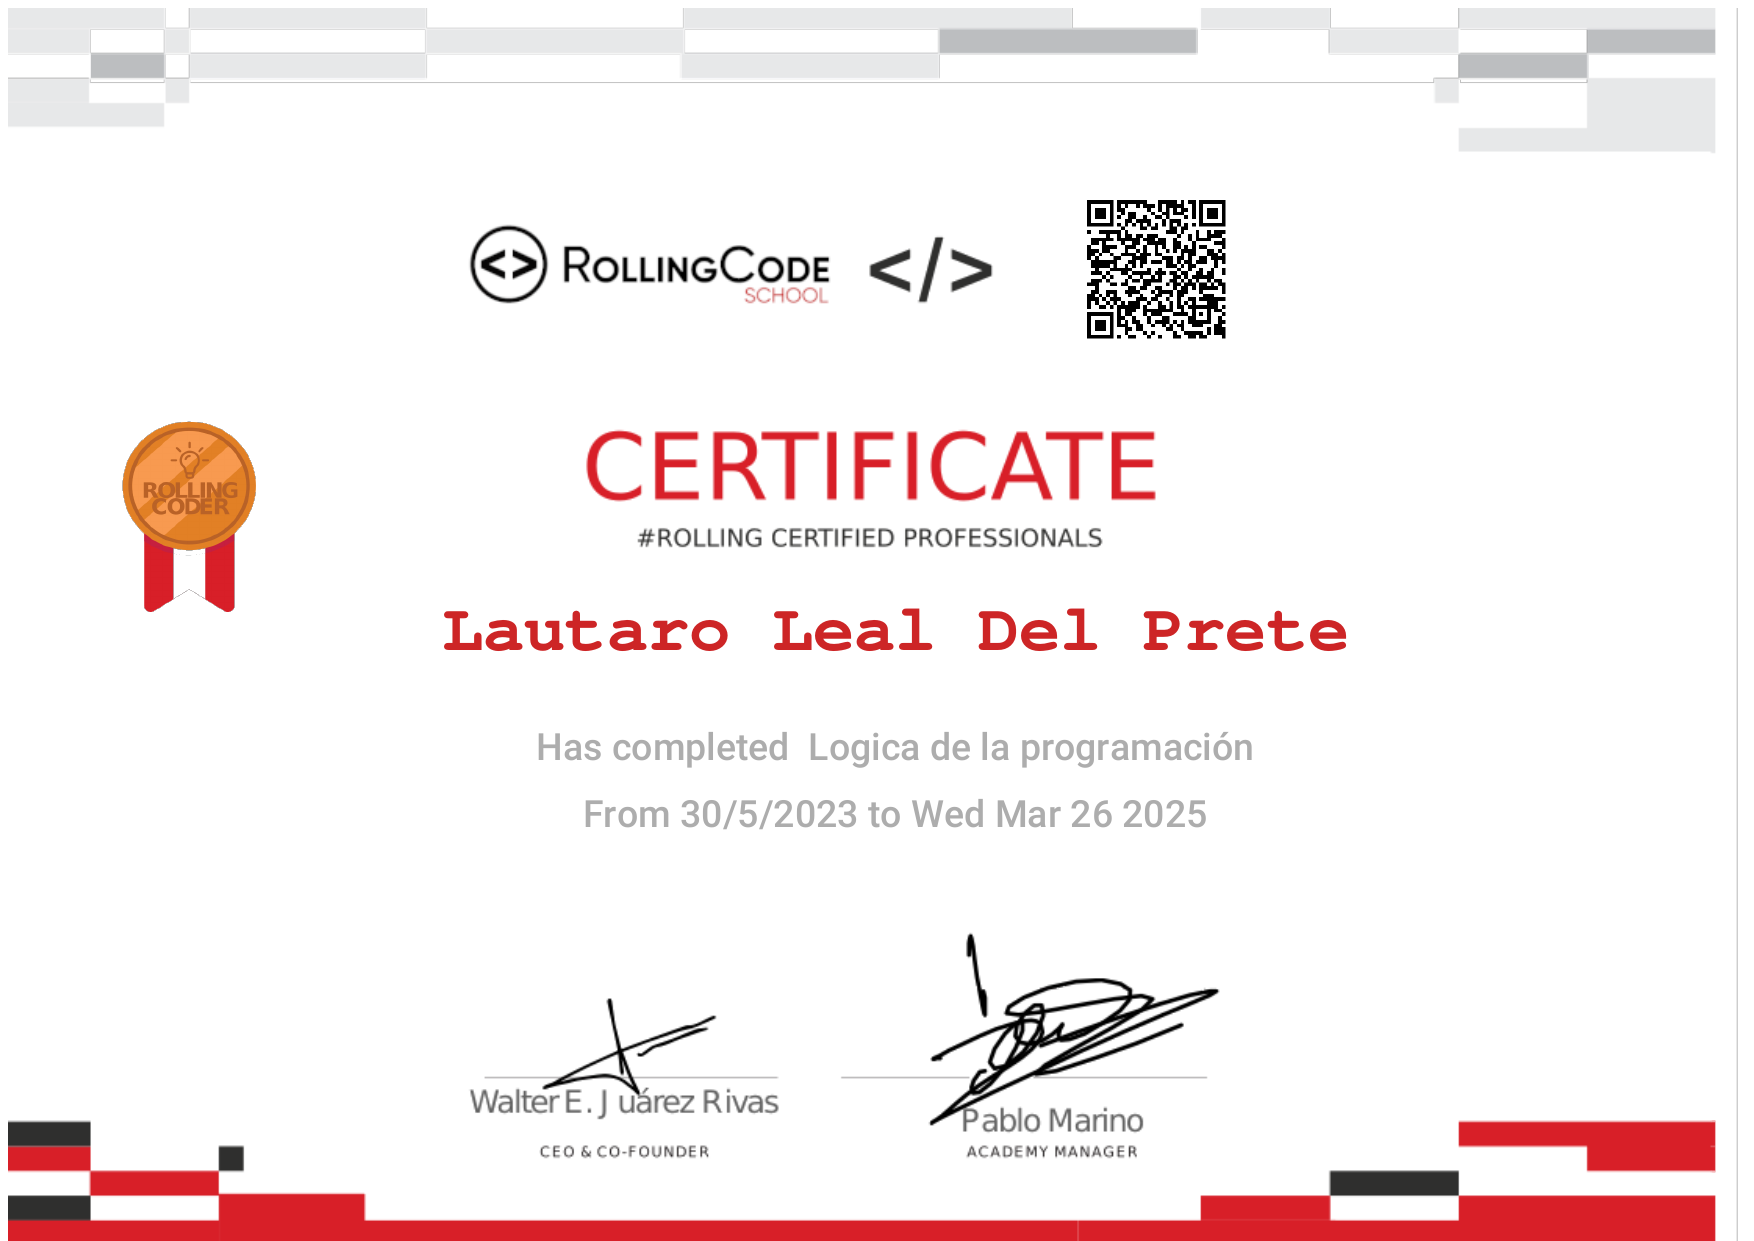 <> ROLLINGCODE </>
SCHOOL
ROLLING
CODER
CERTIFICATE
#ROLLING CERTIFIED PROFESSIONALS
Lautaro Leal Del Prete
Has completed Logica de la programación
From 30/5/2023 to Wed Mar 26 2025
Walter E. Juárez Rivas
CEO & CO-FOUNDER
Pablo Marino
ACADEMY MANAGER